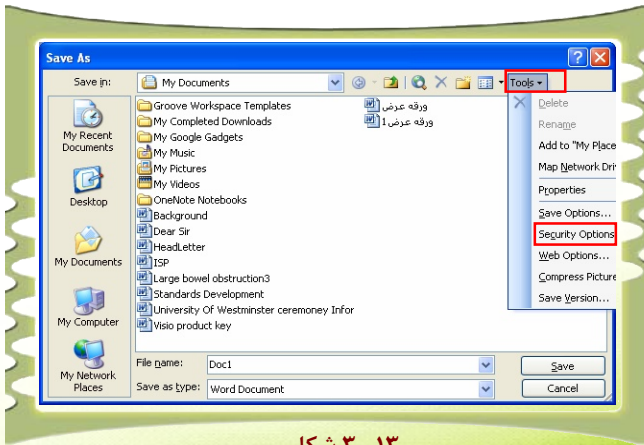 Save As
Save in:
My Documents
Tools
My Recent Documents
Desktop
My Documents
My Computer
My Network Places
Groove Workspace Templates
My Completed Downloads
My Google Gadgets
My Music
My Pictures
My Videos
OneNote Notebooks
Background
Dear Sir
HeadLetter
ISP
Large bowel obstruction3
Standards Development
University Of Westminster ceremoney Infor
Visio product key
ورقه عرض
ورقه عرض 1
Delete
Rename
Add to "My Place
Map Network Dri
Properties
Save Options...
Security Options
Web Options...
Compress Picture
Save Version...
File name:
Doc1
Save
Save as type:
Word Document
Cancel